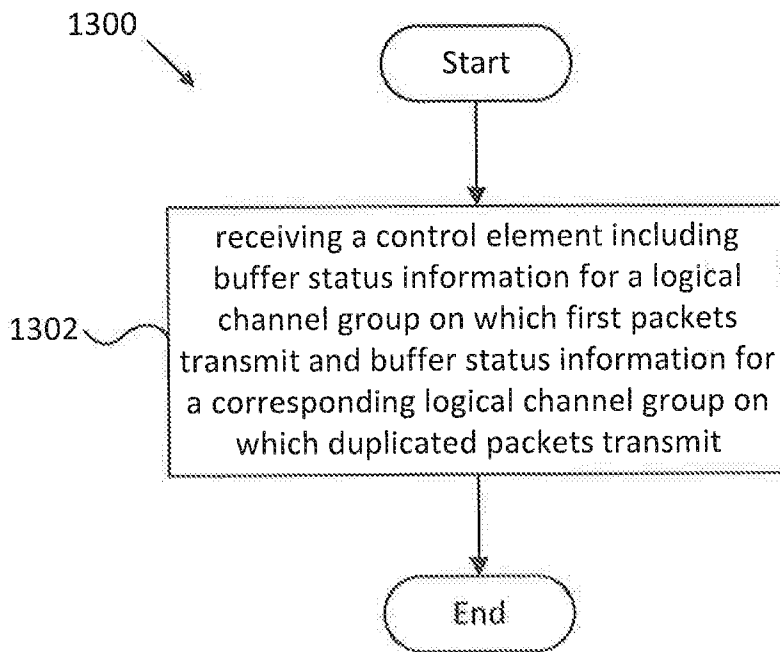 1300
Start
receiving a control element including
buffer status information for a logical
channel group on which first packets
transmit and buffer status information for
a corresponding logical channel group on
which duplicated packets transmit
1302
End